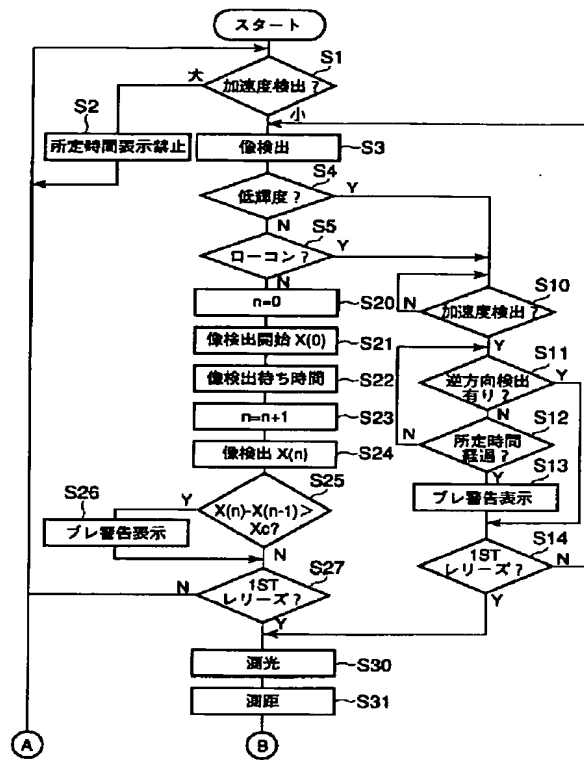 スタート
S1
大
加速度検出？
S2
小
所定時間表示禁止
像検出
S3
S4
低輝度？
Y
N
S5
ローコン？
Y
N
S10
n=0
S20
N
加速度検出？
像検出開始 X(0)
S21
Y
S11
像検出待ち時間
S22
逆方向検出
有り？
Y
N
S12
n=n+1
S23
N
所定時間
経過？
像検出 X(n)
S24
Y
S13
S25
ブレ警告表示
S26
Y
X(n)-X(n-1)＞
Xc?
ブレ警告表示
N
S27
S14
N
1ST
レリーズ？
1ST
レリーズ？
N
Y
Y
測光
S30
測距
S31
A
B